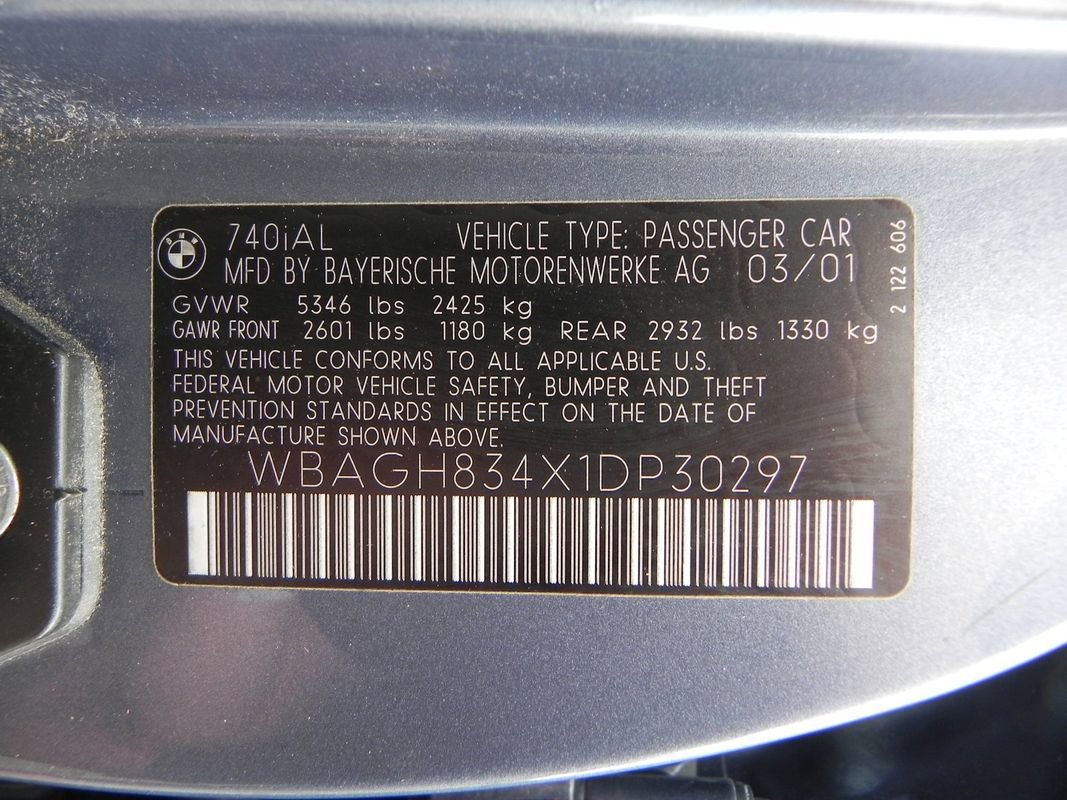 740iAL VEHICLE TYPE: PASSENGER CAR
MFD BY BAYERISCHE MOTORENWERKE AG 03/01
GVWR 5346 lbs 2425 kg
GAWR FRONT 2601 lbs 1180 kg REAR 2932 lbs 1330 kg
THIS VEHICLE CONFORMS TO ALL APPLICABLE U.S.
FEDERAL MOTOR VEHICLE SAFETY, BUMPER AND THEFT
PREVENTION STANDARDS IN EFFECT ON THE DATE OF
MANUFACTURE SHOWN ABOVE.
WBAGH834X1DP30297
2 122 606
BMW